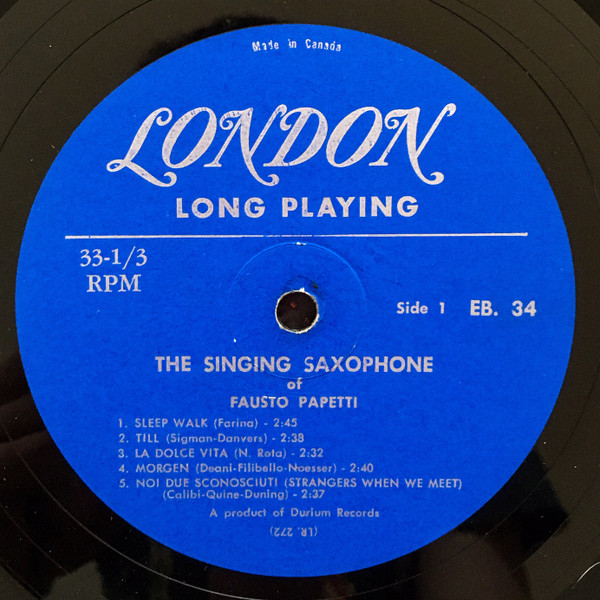 Made in Canada
LONDON
LONG PLAYING
33-1/3
RPM
Side 1 EB. 34
THE SINGING SAXOPHONE
of
FAUSTO PAPETTI
1. SLEEP WALK (Farina) - 2:45
2. TILL (Sigman-Danvers) - 2:38
3. LA DOLCE VITA (N. Rota) - 2:32
4. MORGEN (Deani-Filibello-Noesser) - 2:40
5. NOI DUE SCONOSCIUTI (STRANGERS WHEN WE MEET)
(Calibi-Quine-Duning) - 2:37
A product of Durium Records
(LR. 272)